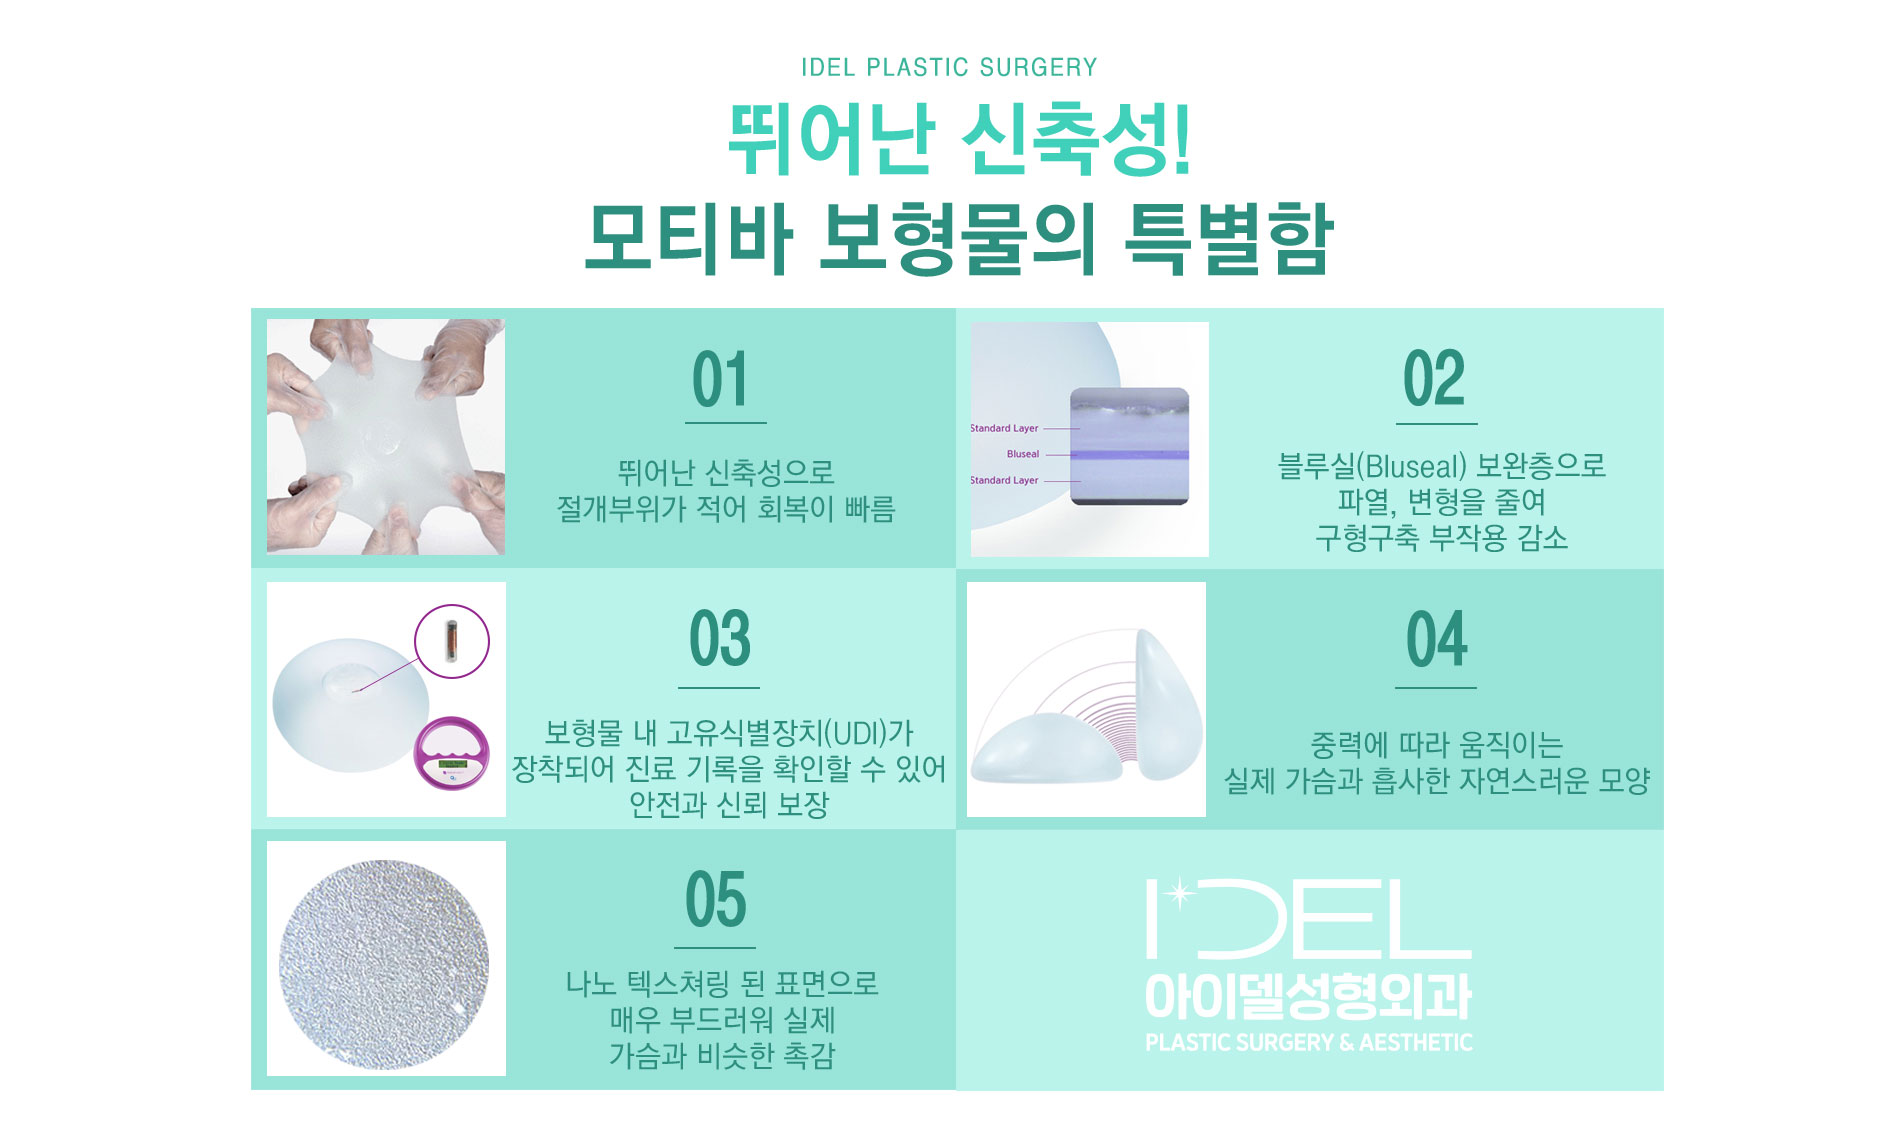 IDEL PLASTIC SURGERY
뛰어난 신축성!
모티바 보형물의 특별함
01
뛰어난 신축성으로
절개부위가 적어 회복이 빠름
Standard Layer
Bluseal
Standard Layer
02
블루실(Bluseal) 보완층으로
파열, 변형을 줄여
구형구축 부작용 감소
03
보형물 내 고유식별장치(UDI)가
장착되어 진료 기록을 확인할 수 있어
안전과 신뢰 보장
04
중력에 따라 움직이는
실제 가슴과 흡사한 자연스러운 모양
05
나노 텍스쳐링 된 표면으로
매우 부드러워 실제
가슴과 비슷한 촉감
IDEL
아이델성형외과
PLASTIC SURGERY & AESTHETIC